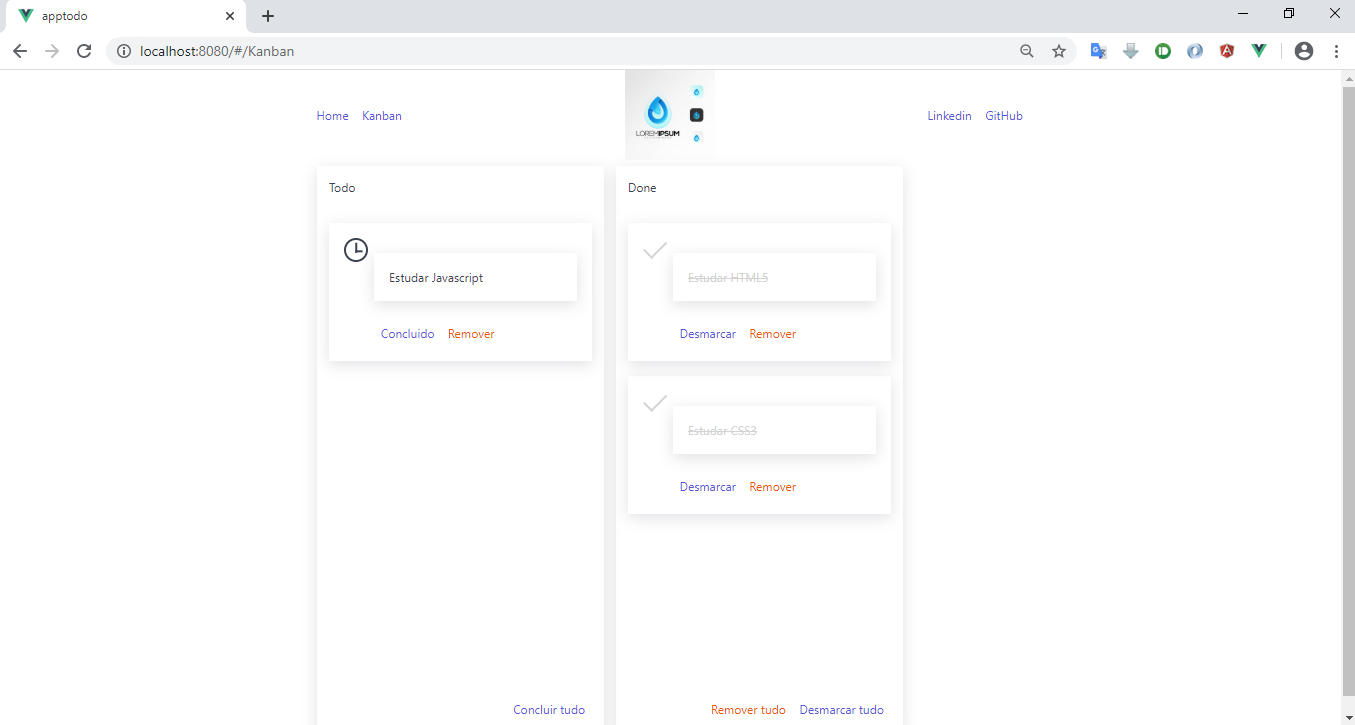 apptodo
localhost:8080/#/Kanban
Home Kanban
LOREMIPSUM
Linkedin GitHub
Todo
Estudar Javascript
Concluido Remover
Concluir tudo
Done
Estudar HTML5
Desmarcar Remover
Estudar CSS3
Desmarcar Remover
Remover tudo Desmarcar tudo